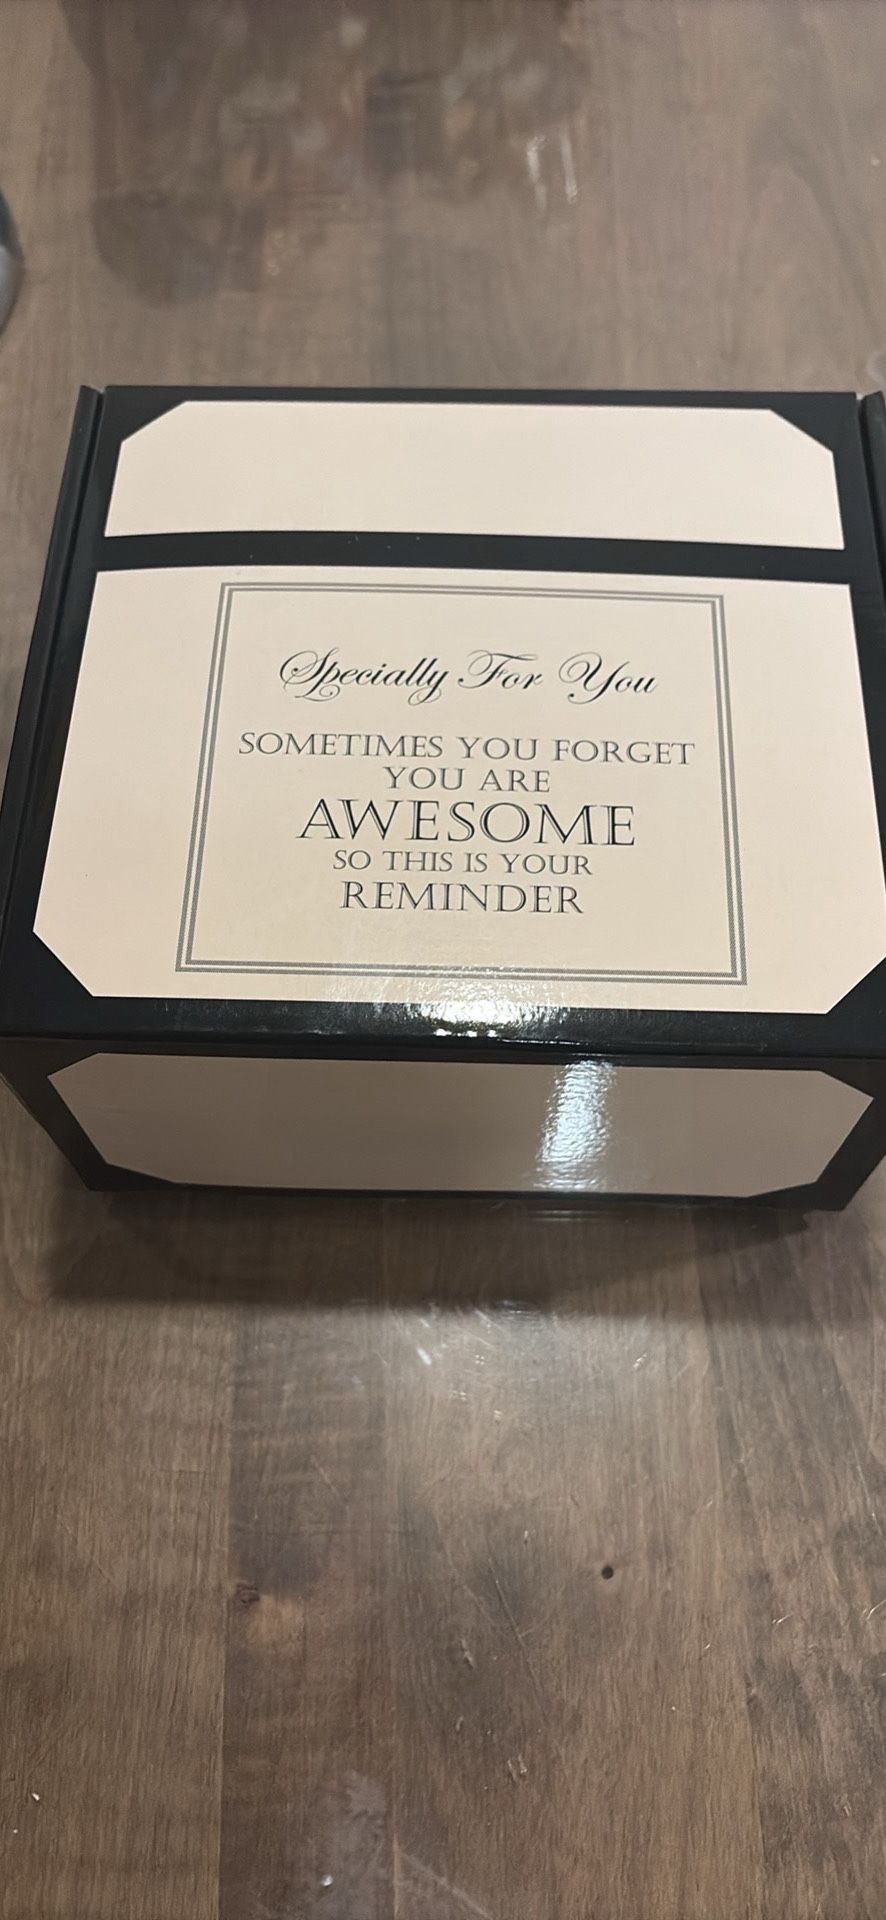 Specially For You
SOMETIMES YOU FORGET
YOU ARE
AWESOME
SO THIS IS YOUR
REMINDER